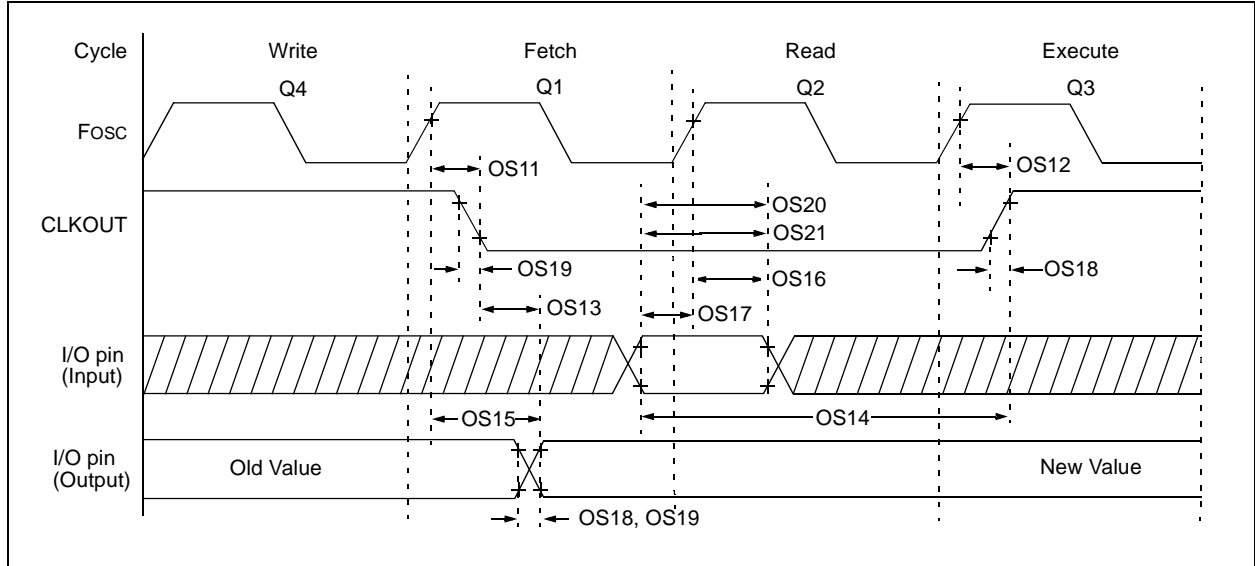 Cycle Write Fetch Read Execute
Q4 Q1 Q2 Q3
FOSC
OS11 OS12
OS20
CLKOUT
OS21
OS19 OS18
OS16
OS13 OS17
I/O pin
(Input)
OS15 OS14
I/O pin
(Output)
Old Value New Value
OS18, OS19